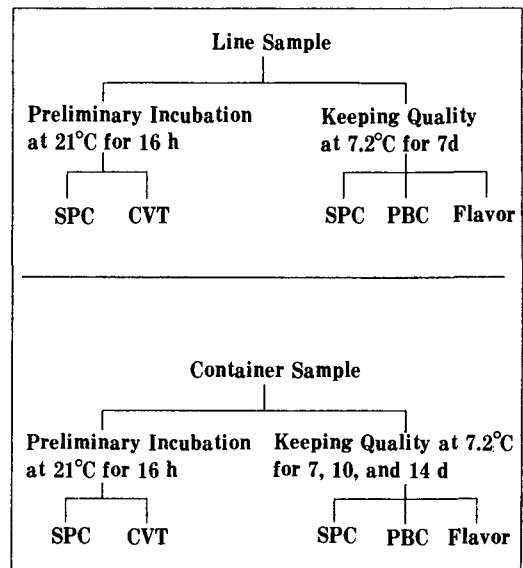 Line Sample
Preliminary Incubation
at 21°C for 16 h
Keeping Quality
at 7.2°C for 7d
SPC CVT
SPC PBC Flavor
Container Sample
Preliminary Incubation
at 21°C for 16 h
Keeping Quality at 7.2°C
for 7, 10, and 14 d
SPC CVT
SPC PBC Flavor